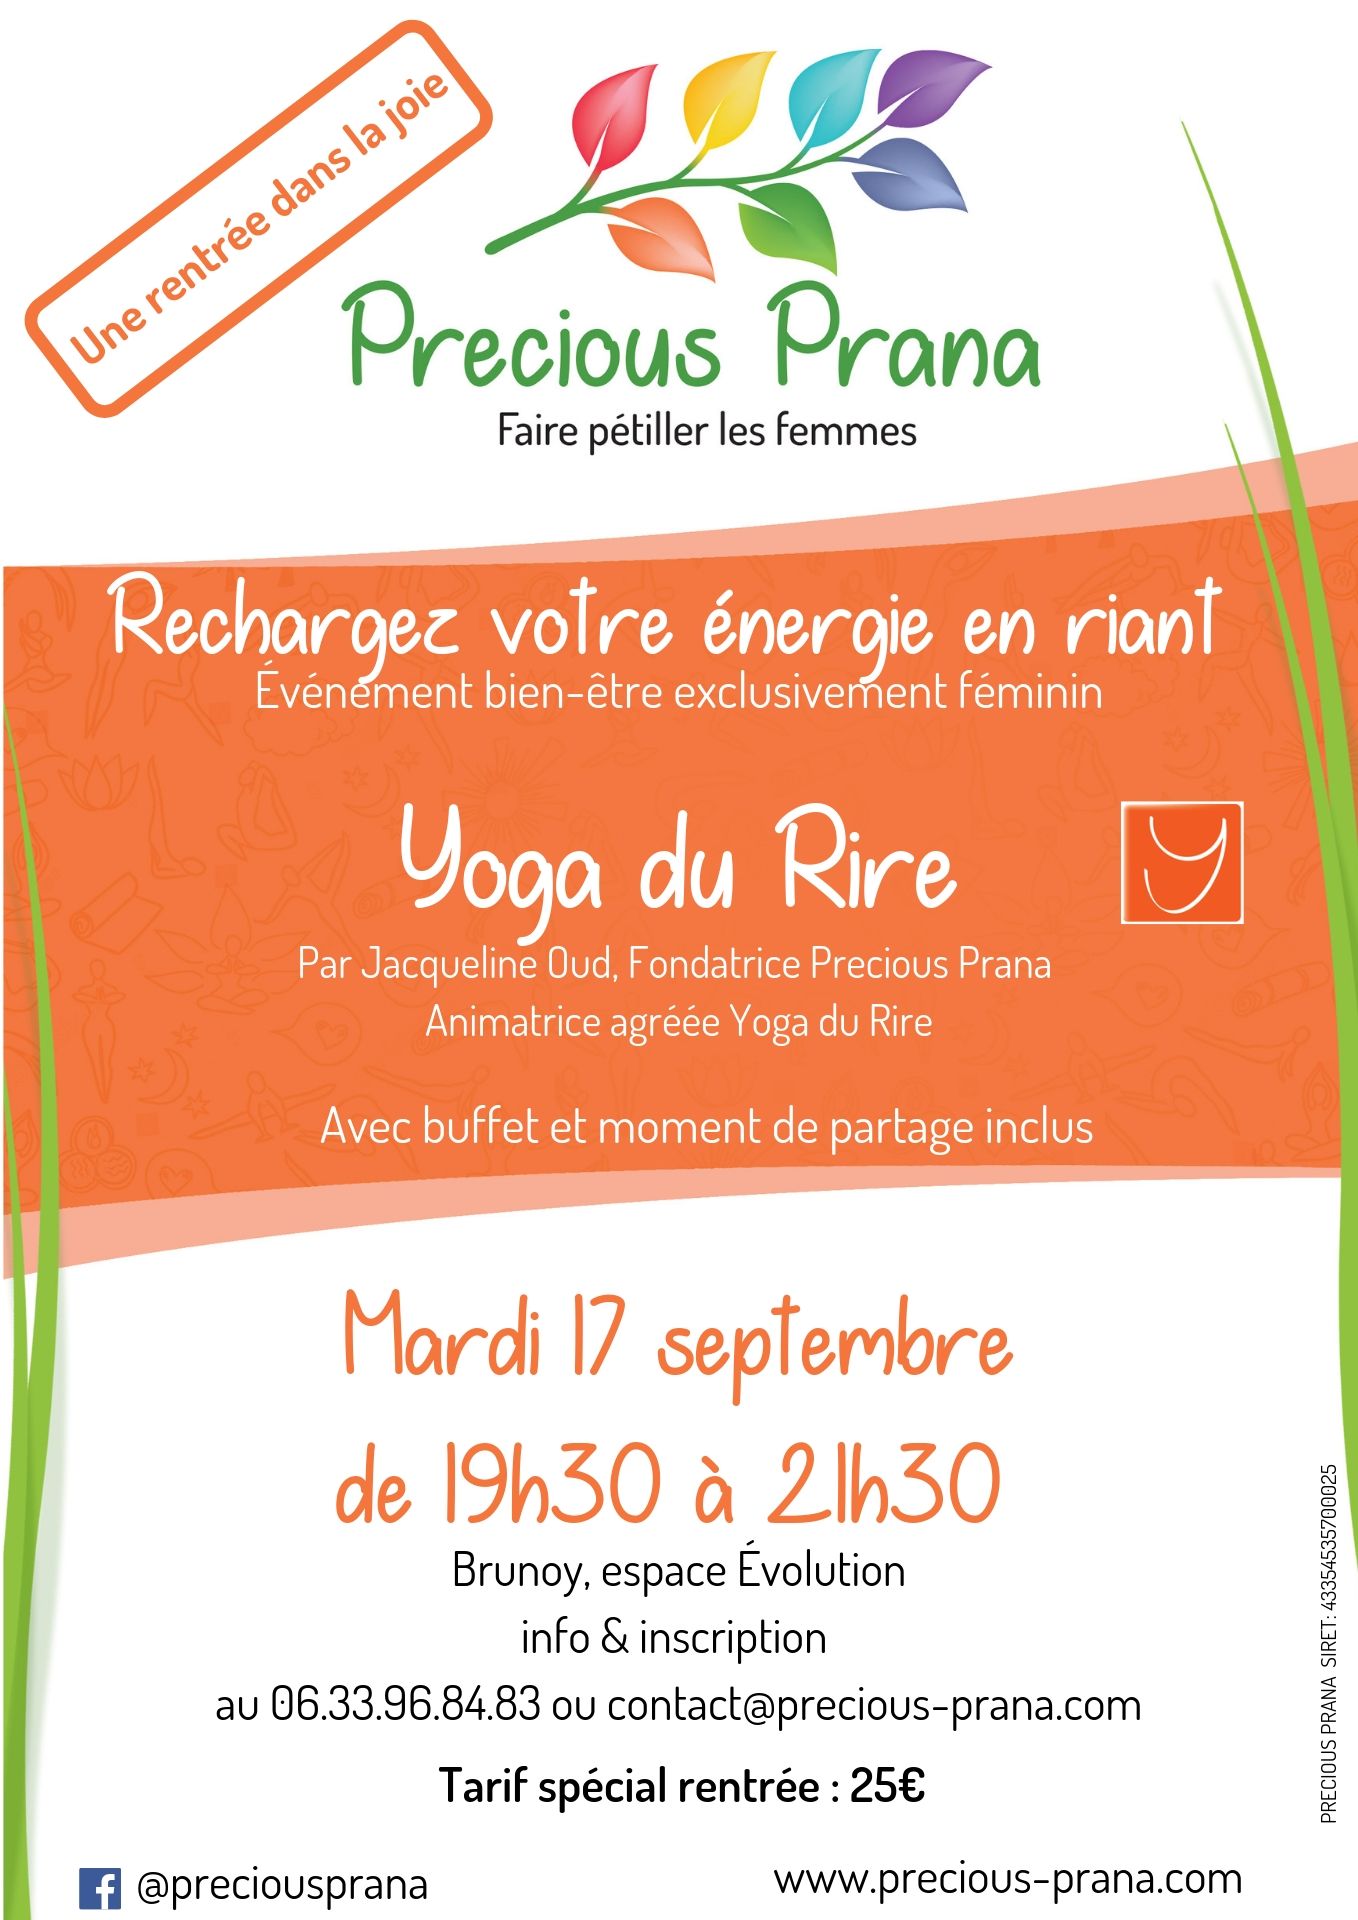 Une rentrée dans la joie
Precious Prana
Faire pétiller les femmes
Rechargez votre énergie en riant
Événement bien-être exclusivement féminin
Yoga du Rire
Par Jacqueline Oud, Fondatrice Precious Prana
Animatrice agréée Yoga du Rire
Avec buffet et moment de partage inclus
Mardi 17 septembre
de 19h30 à 21h30
Brunoy, espace Évolution
info & inscription
au 06.33.96.84.83 ou contact@precious-prana.com
Tarif spécial rentrée : 25€
@preciousprana
www.precious-prana.com
PRECIOUS PRANA SIRET: 43354535700025